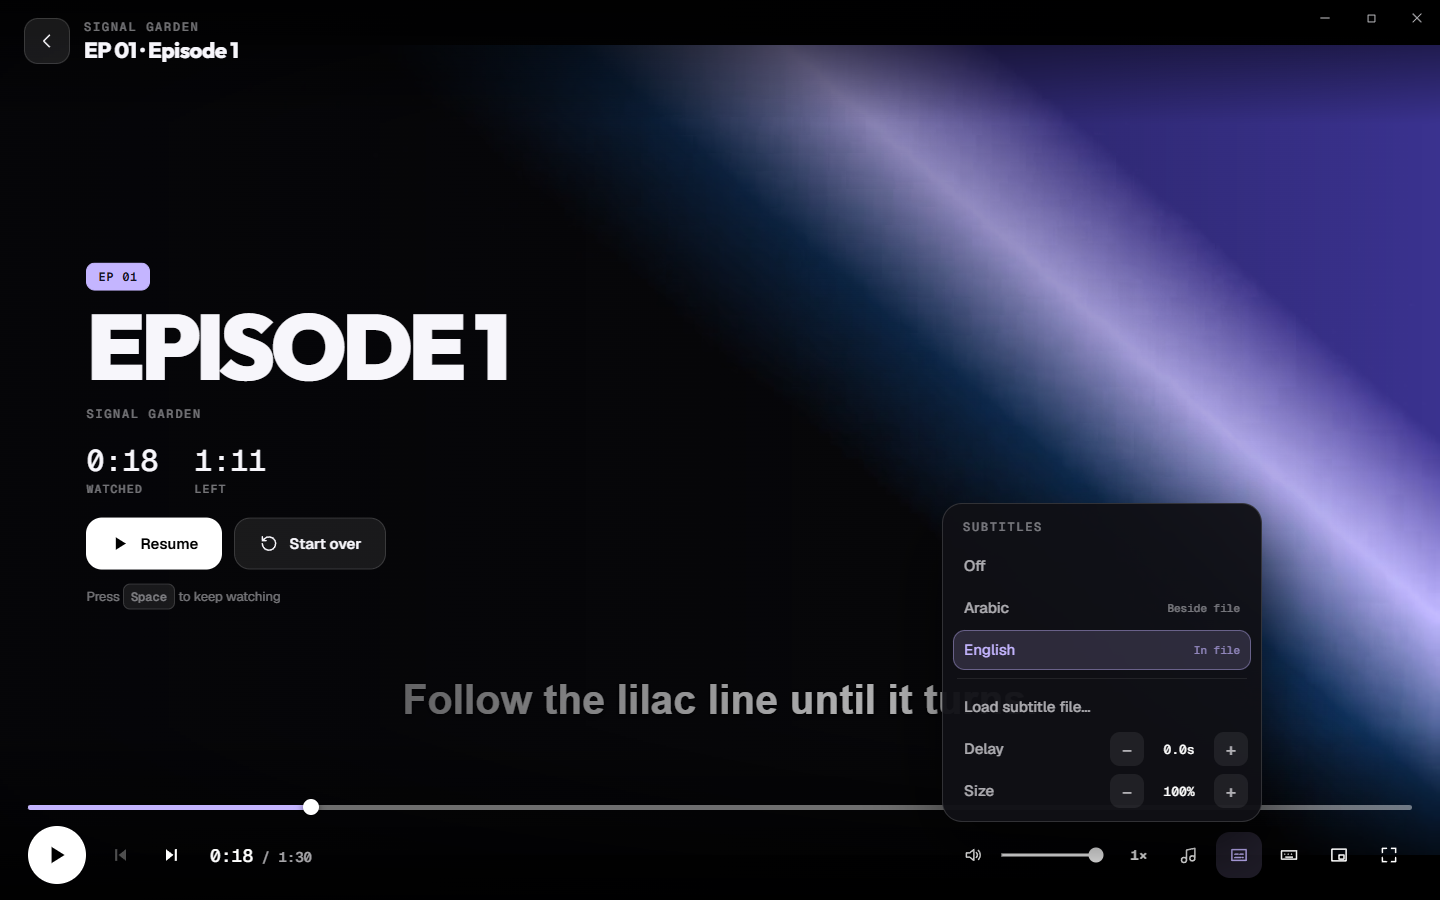 SIGNAL GARDEN
EP 01 · Episode 1
EP 01
EPISODE 1
SIGNAL GARDEN
0:18 1:11
WATCHED LEFT
Resume Start over
Press Space to keep watching
SUBTITLES
Off
Arabic Beside file
English In file
Load subtitle file...
Delay − 0.0s +
Size − 100% +
Follow the lilac line until it turns
0:18 / 1:30
1×